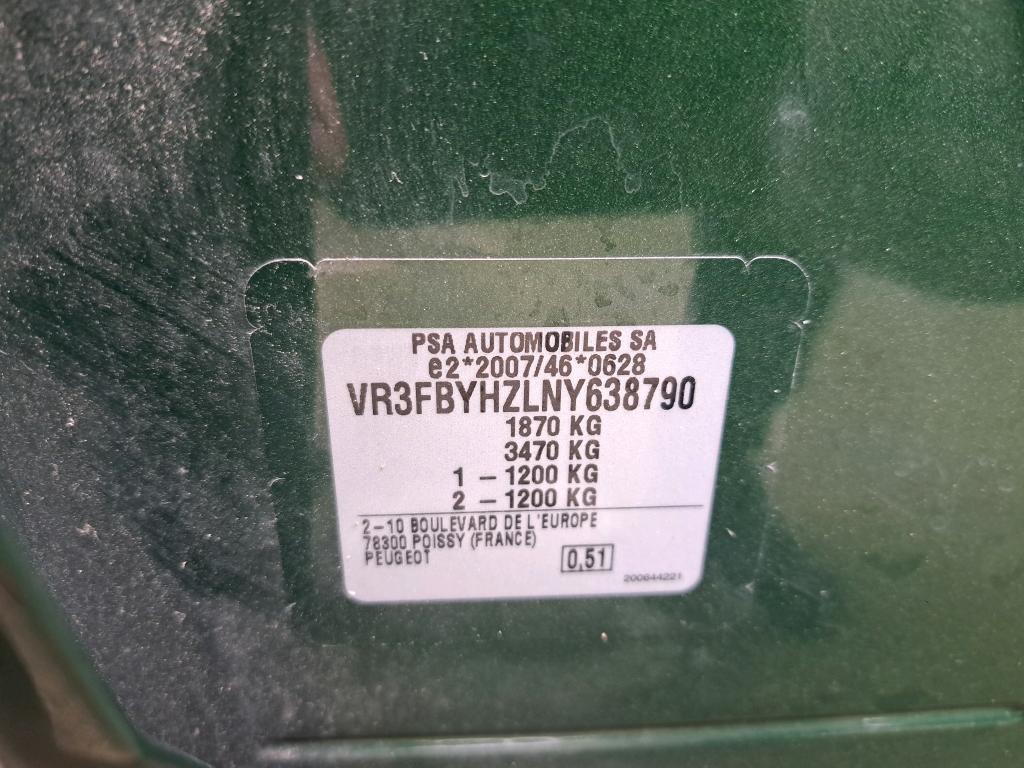 PSA AUTOMOBILES SA
e2*2007/46*0628
VR3FBYHZLNY638790
1870 KG
3470 KG
1 - 1200 KG
2 - 1200 KG
2-10 BOULEVARD DE L'EUROPE
78300 POISSY (FRANCE)
PEUGEOT
0,51
200644221